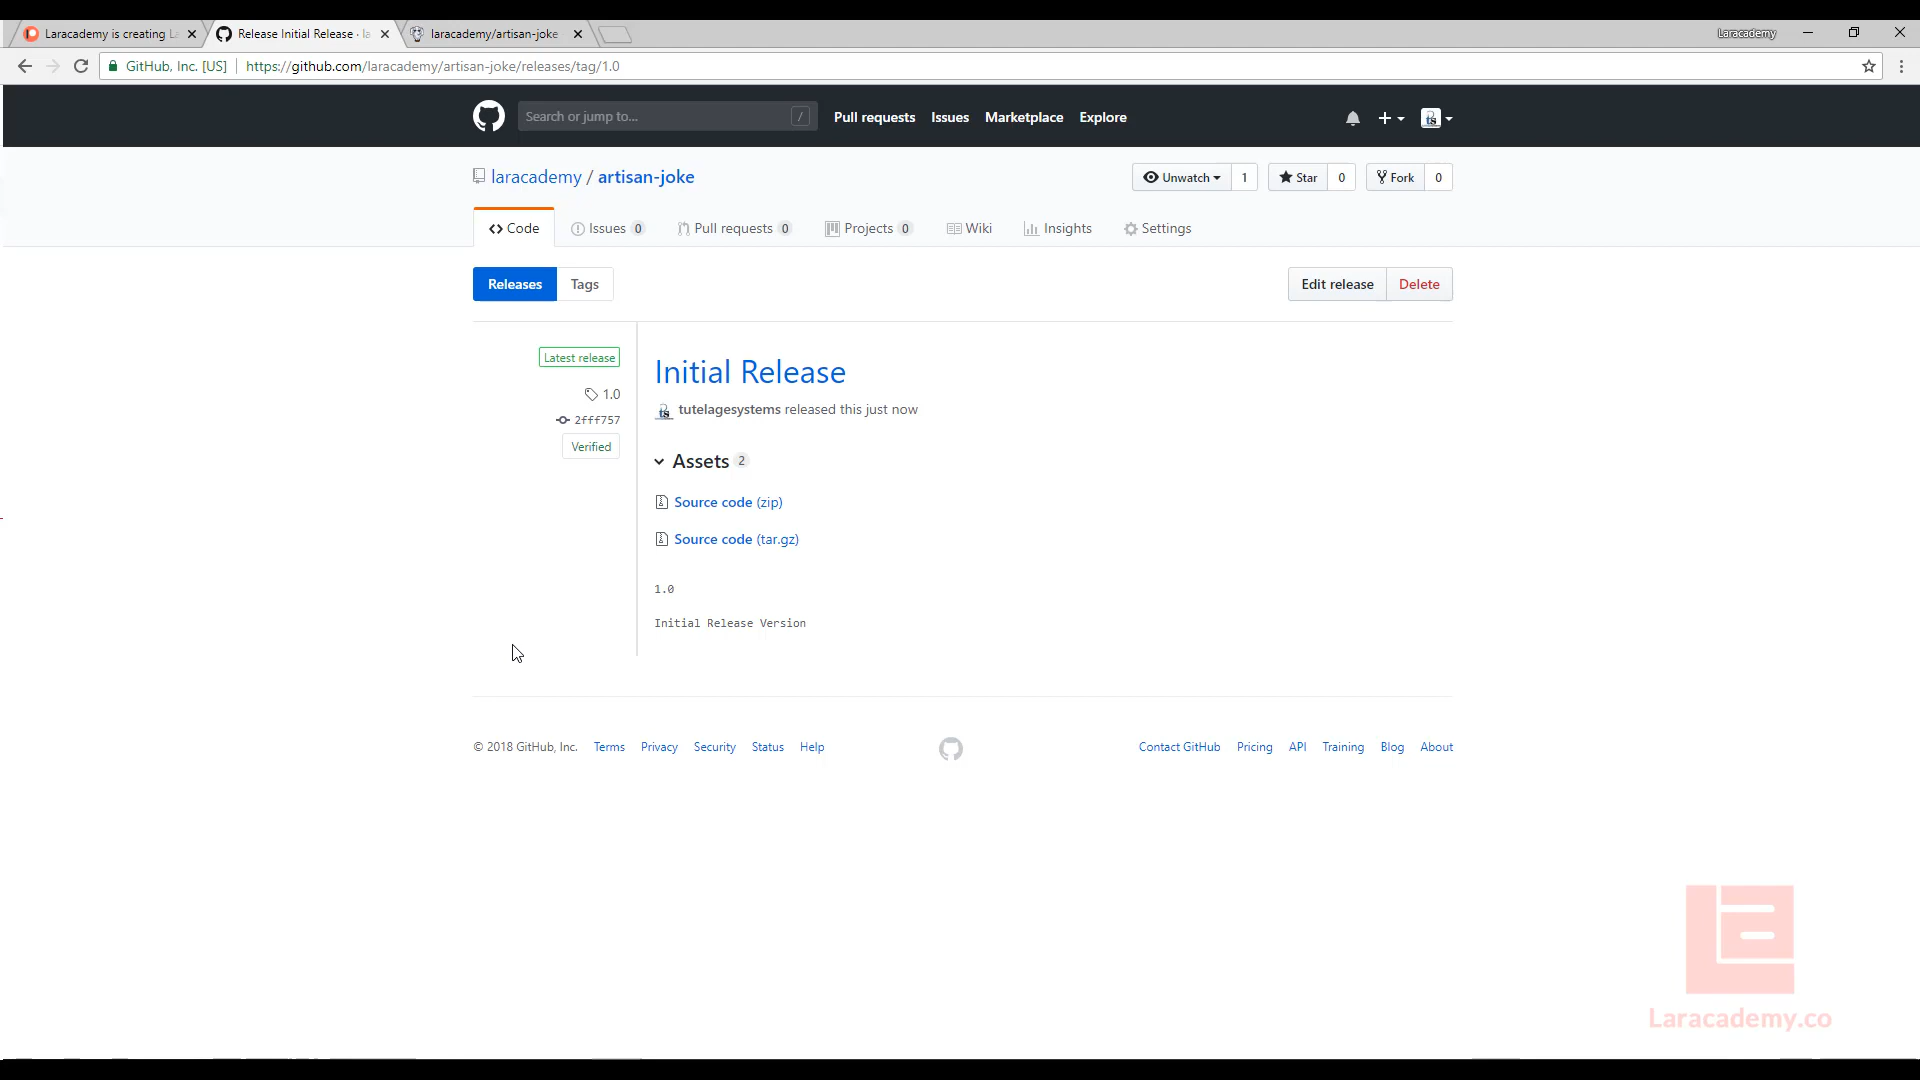 Laracademy is creating La
Release Initial Release · la
laracademy/artisan-joke
Laracademy
GitHub, Inc. [US]
https://github.com/laracademy/artisan-joke/releases/tag/1.0
Search or jump to...
/
Pull requests
Issues
Marketplace
Explore
ts
laracademy / artisan-joke
Unwatch
1
Star
0
Fork
0
Code
Issues 0
Pull requests 0
Projects 0
Wiki
Insights
Settings
Releases
Tags
Edit release
Delete
Latest release
1.0
2fff757
Verified
Initial Release
ts
tutelagesystems released this just now
Assets 2
Source code (zip)
Source code (tar.gz)
1.0
Initial Release Version
© 2018 GitHub, Inc.
Terms
Privacy
Security
Status
Help
Contact GitHub
Pricing
API
Training
Blog
About
Laracademy.co